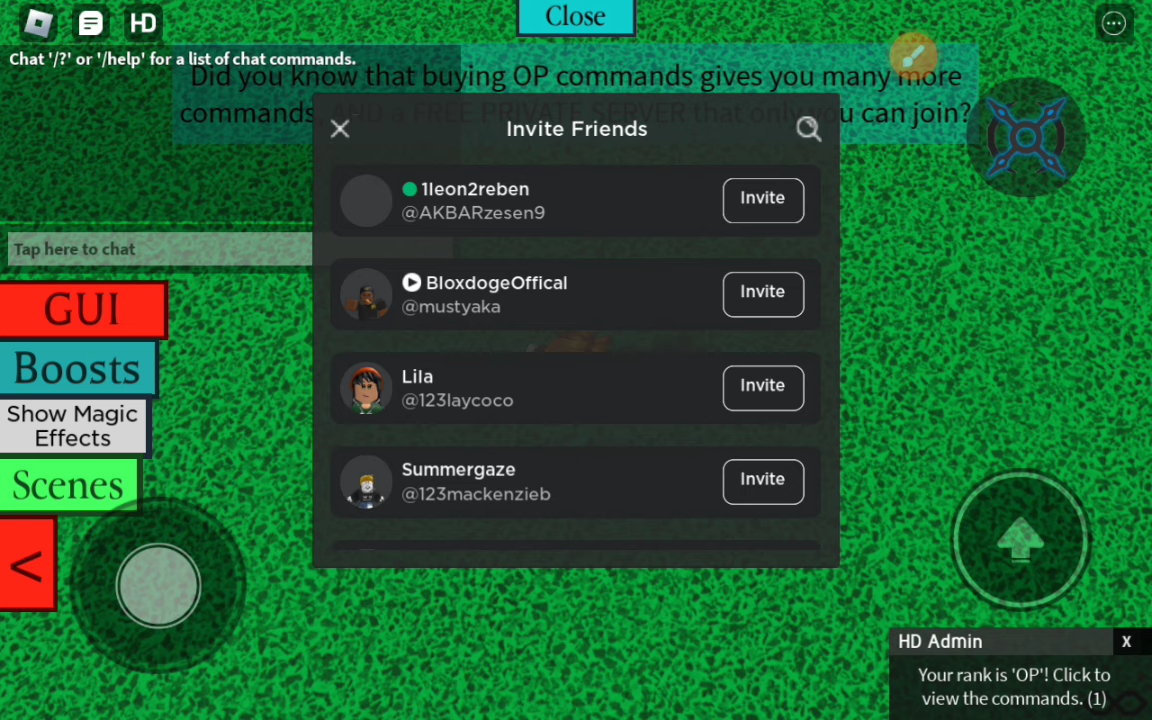 HD
Close
Chat '/?' or '/help' for a list of chat commands.
Did you know that buying OP commands gives you many more
commands, AND a FREE PRIVATE SERVER that only you can join?
Invite Friends
1leon2reben
@AKBARzesen9
Invite
Tap here to chat
BloxdogeOffical
@mustyaka
Invite
GUI
Boosts
Show Magic
Effects
Scenes
<
Lila
@123laycoco
Invite
Summergaze
@123mackenzieb
Invite
HD Admin
X
Your rank is 'OP'! Click to
view the commands. (1)